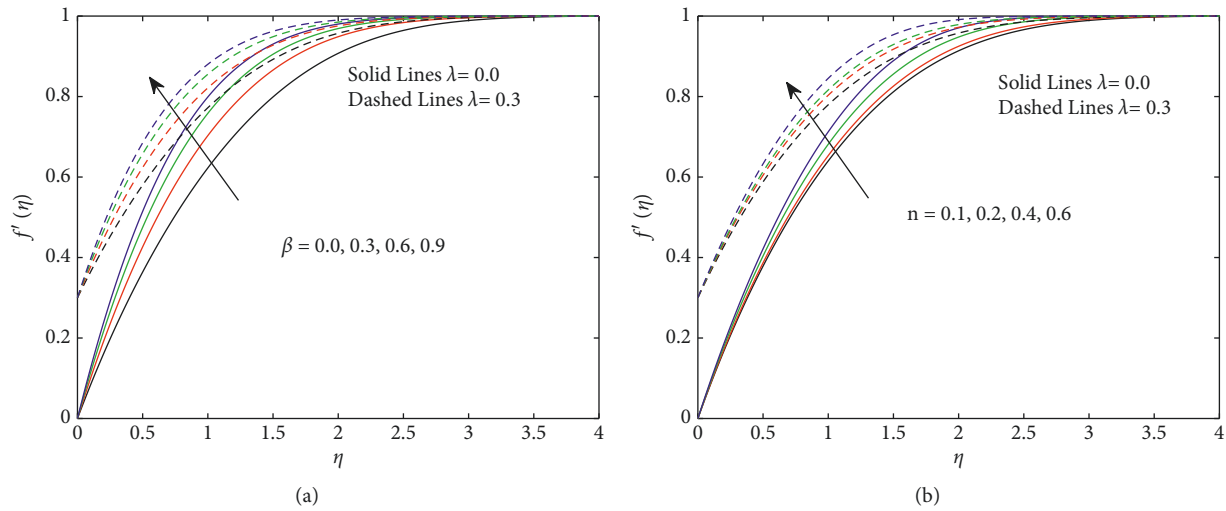 1
0.8
0.6
0.4
0.2
0
f′ (η)
Solid Lines λ= 0.0
Dashed Lines λ= 0.3
β = 0.0, 0.3, 0.6, 0.9
0 0.5 1 1.5 2 2.5 3 3.5 4
η
(a)
1
0.8
0.6
0.4
0.2
0
f′ (η)
Solid Lines λ= 0.0
Dashed Lines λ= 0.3
n = 0.1, 0.2, 0.4, 0.6
0 0.5 1 1.5 2 2.5 3 3.5 4
η
(b)